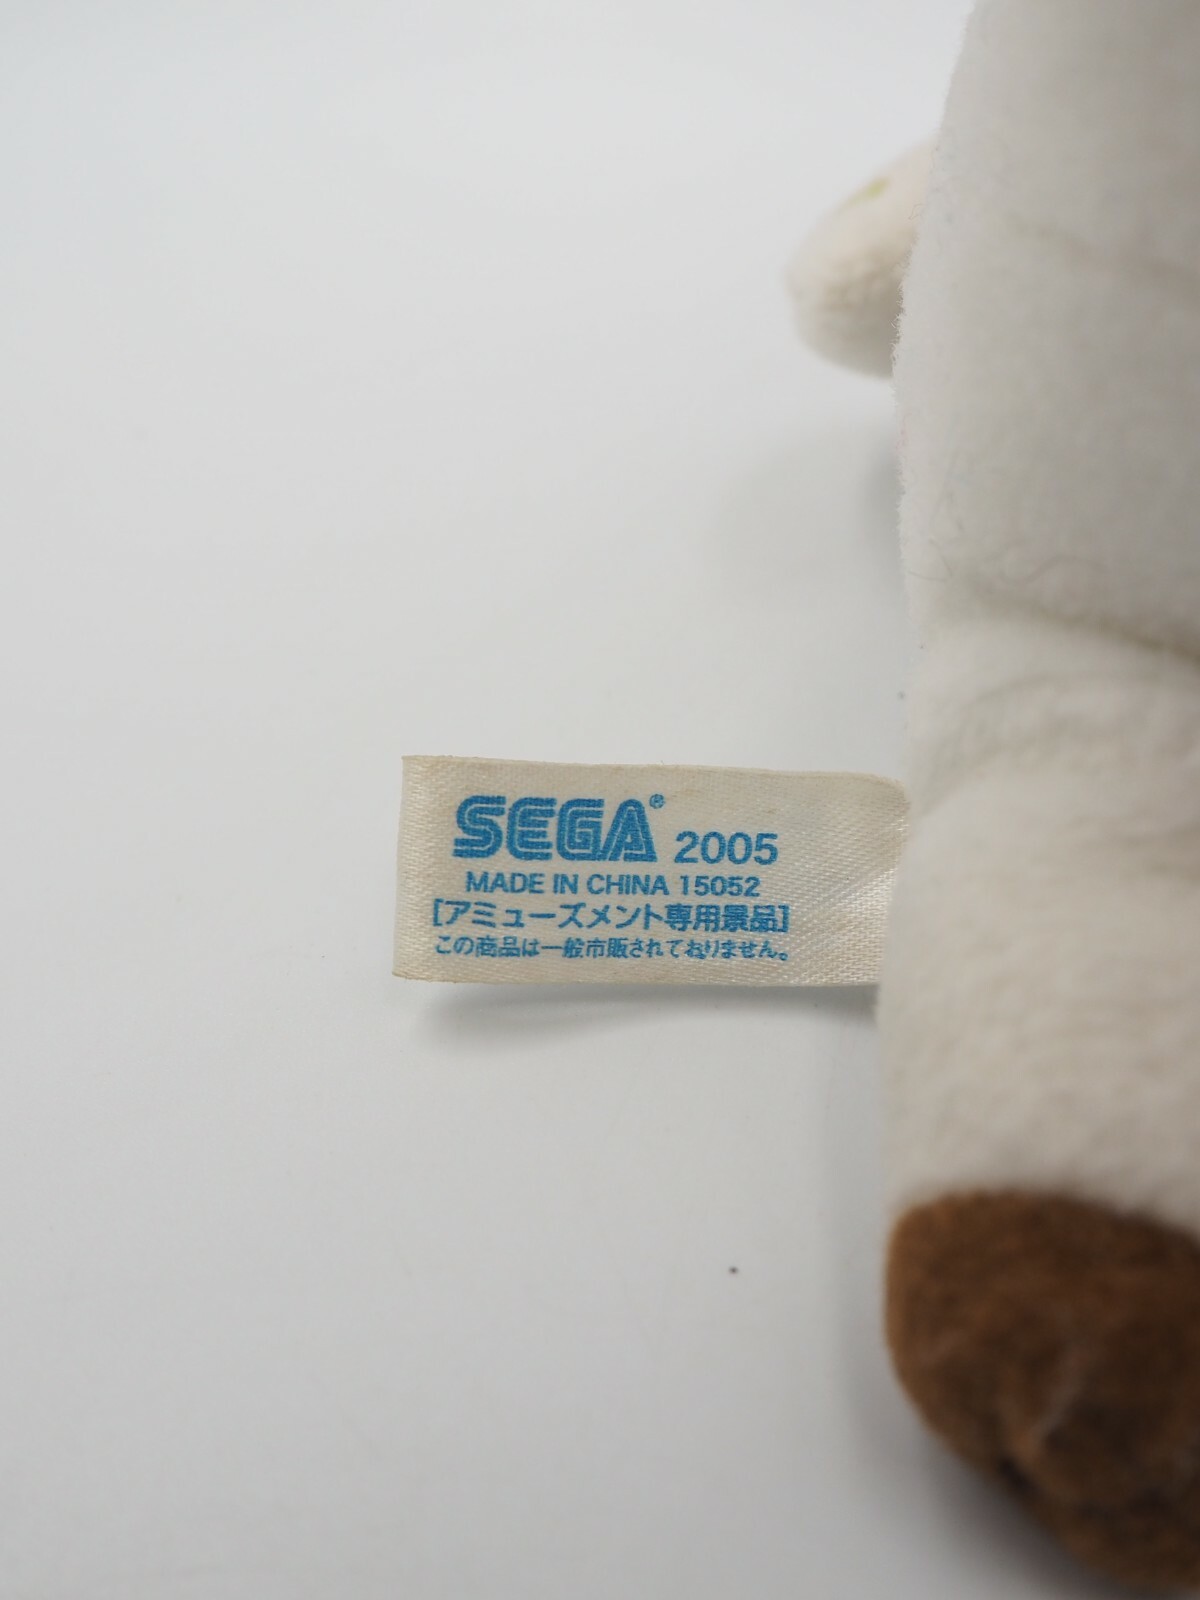 SEGA® 2005
MADE IN CHINA 15052
[アミューズメント専用景品]
この商品は一般市販されておりません。